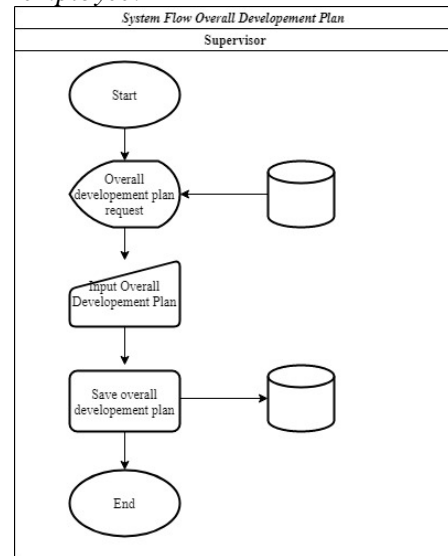 System Flow Overall Developement Plan
Supervisor
Start
Overall
developement plan
request
Input Overall
Developement Plan
Save overall
developement plan
End